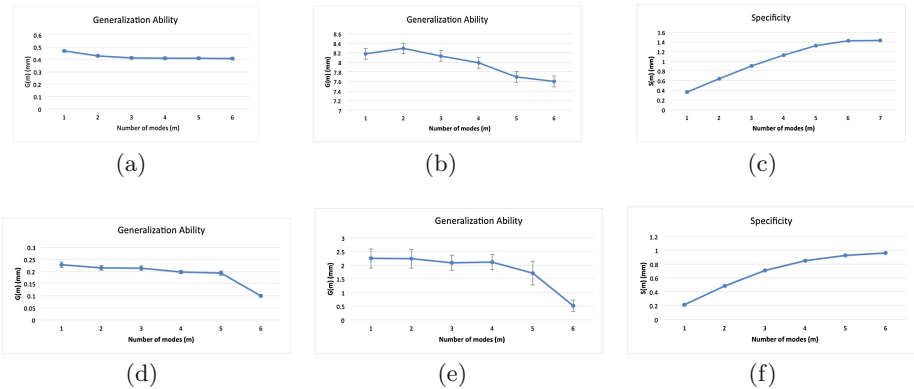 Generalization Ability
0.6
0.5
0.4
0.3
0.2
0.1
0
G(m) (mm)
1 2 3 4 5 6
Number of modes (m)
(a)
Generalization Ability
8.6
8.4
8.2
8
7.8
7.6
7.4
7.2
7
G(m) (mm)
1 2 3 4 5 6
Number of modes (m)
(b)
Specificity
1.6
1.4
1.2
1
0.8
0.6
0.4
0.2
0
S(m) (mm)
1 2 3 4 5 6 7
Number of modes (m)
(c)
Generalization Ability
0.3
0.25
0.2
0.15
0.1
0.05
0
G(m) (mm)
1 2 3 4 5 6
Number of modes (m)
(d)
Generalization Ability
3
2.5
2
1.5
1
0.5
0
G(m) (mm)
1 2 3 4 5 6
Number of modes (m)
(e)
Specificity
1.2
1
0.8
0.6
0.4
0.2
0
S(m) (mm)
1 2 3 4 5 6
Number of modes (m)
(f)